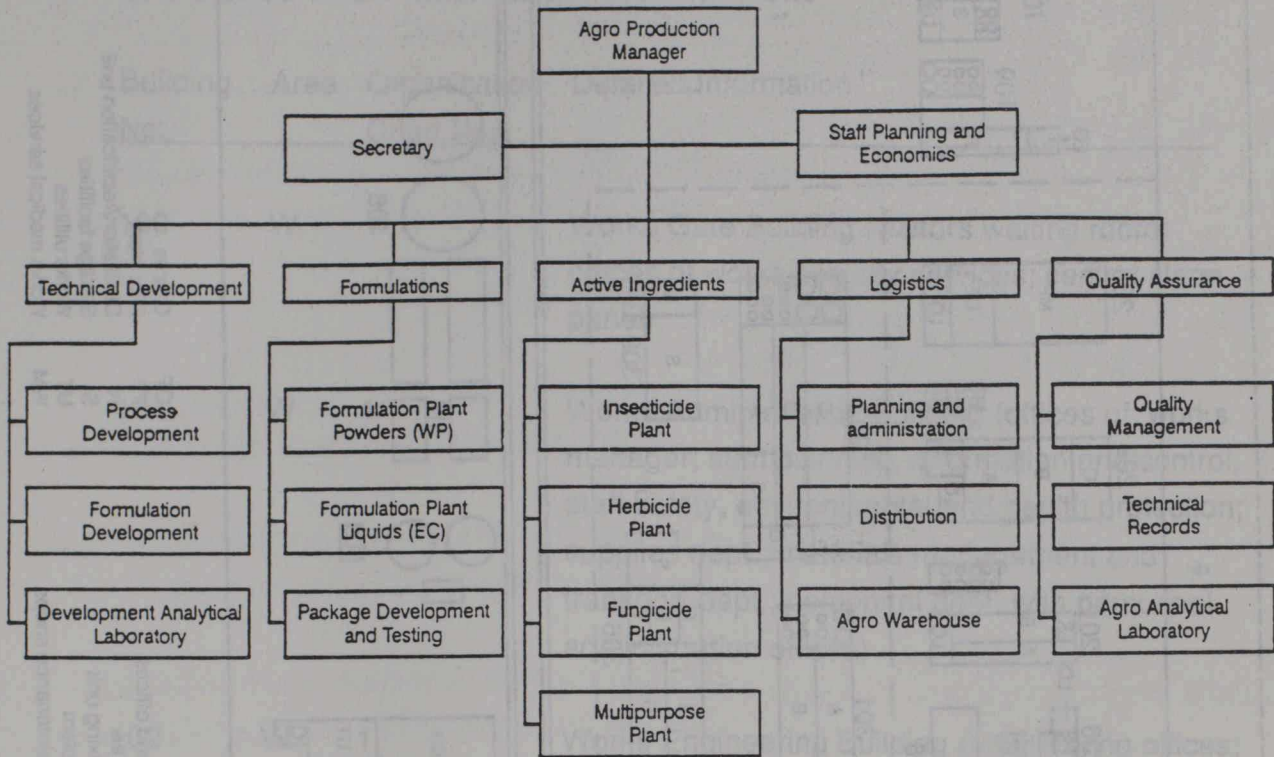 Agro Production
Manager
Secretary
Staff Planning and
Economics
Technical Development
Formulations
Active Ingredients
Logistics
Quality Assurance
Process
Development
Formulation Plant
Powders (WP)
Insecticide
Plant
Planning and
administration
Quality
Management
Formulation
Development
Formulation Plant
Liquids (EC)
Herbicide
Plant
Distribution
Technical
Records
Development Analytical
Laboratory
Package Development
and Testing
Fungicide
Plant
Agro Warehouse
Agro Analytical
Laboratory
Multipurpose
Plant